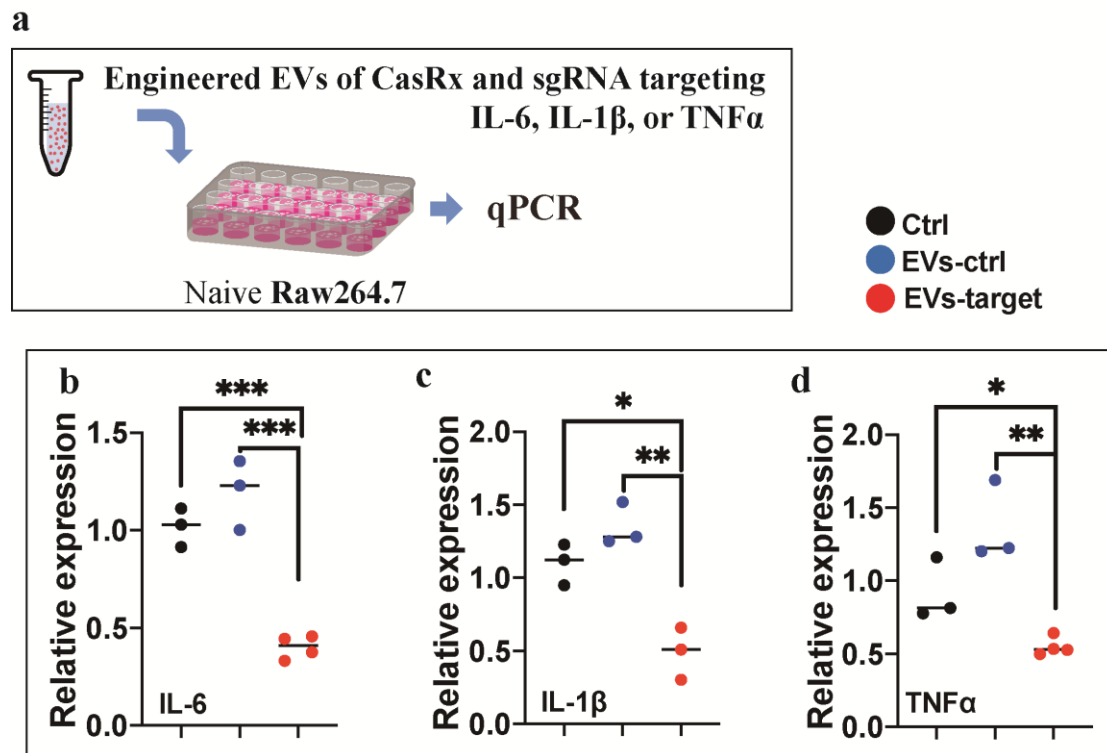 a
Engineered EVs of CasRx and sgRNA targeting
IL-6, IL-1β, or TNFα
qPCR
Naive Raw264.7
Ctrl
EVs-ctrl
EVs-target
b
***
***
Relative expression
1.5
1.0
0.5
0.0
IL-6
c
*
**
Relative expression
2.0
1.5
1.0
0.5
0.0
IL-1β
d
*
**
Relative expression
2.0
1.5
1.0
0.5
0.0
TNFα